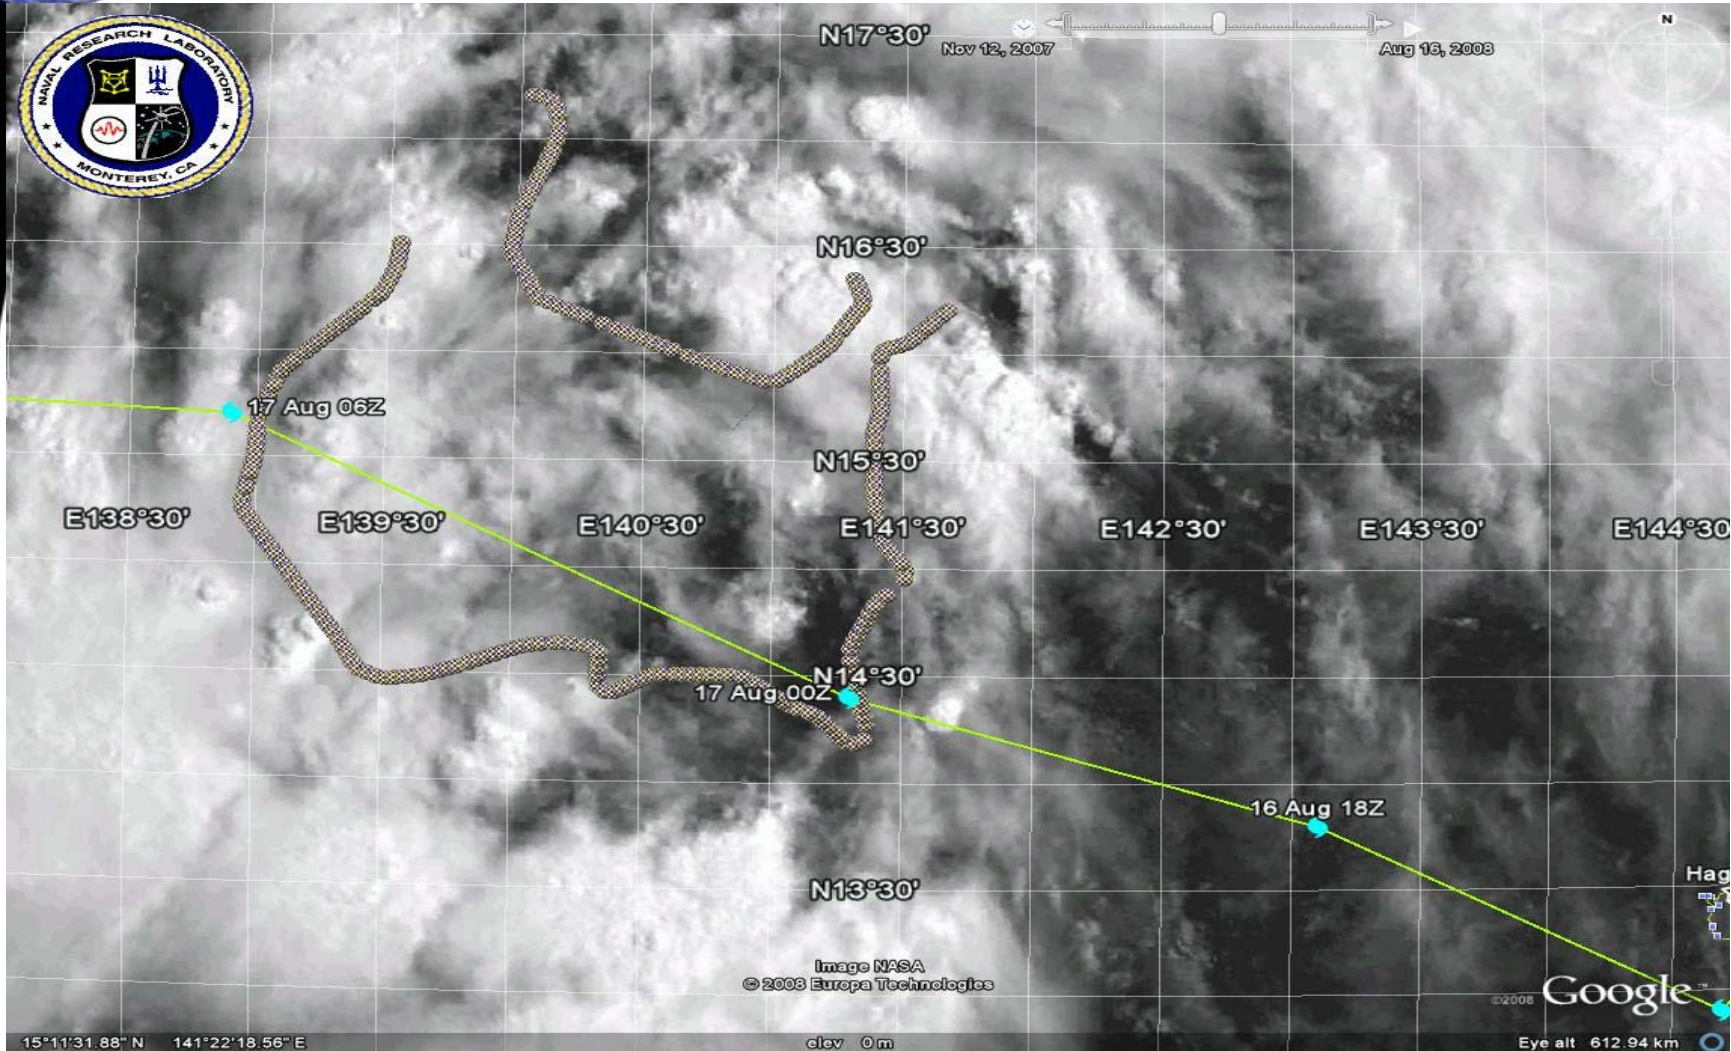 NAVAL RESEARCH LABORATORY
MONTEREY, CA
N17°30'
Nov 12, 2007
Aug 16, 2008
N
N16°30'
17 Aug 06Z
N15°30'
E138°30'
E139°30'
E140°30'
E141°30'
E142°30'
E143°30'
E144°30
N14°30'
17 Aug 00Z
16 Aug 18Z
N13°30'
Hag
Image NASA
© 2008 Europa Technologies
©2008 Google™
15°11'31.88" N 141°22'18.56" E
elev 0 m
Eye alt 612.94 km